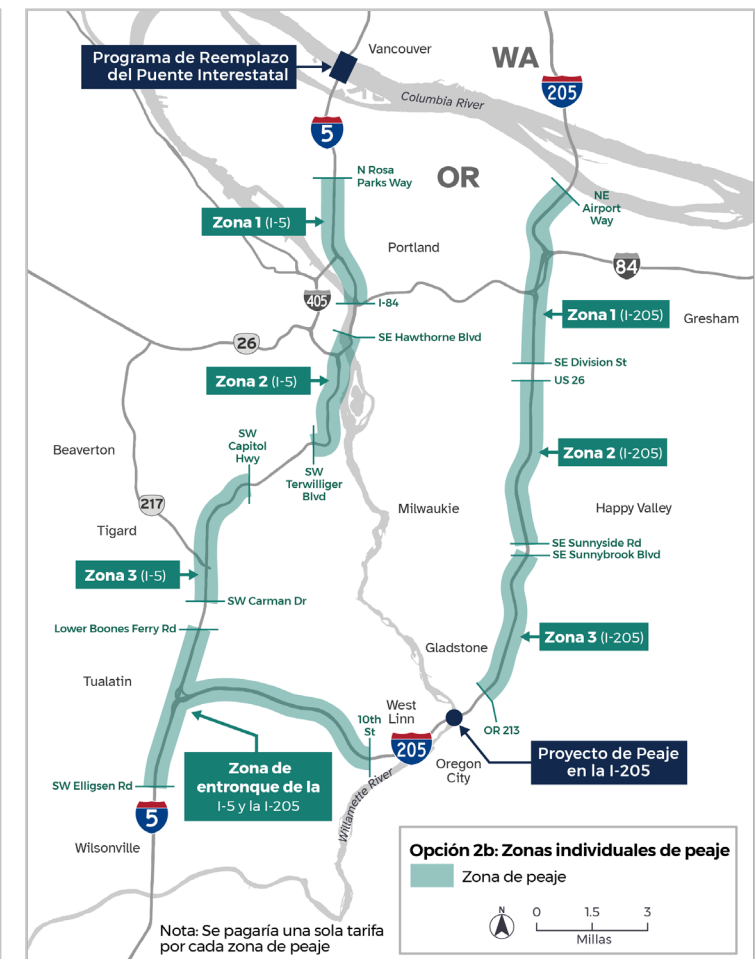 Programa de Reemplazo
del Puente Interestatal
Vancouver
WA
205
Columbia River
5
N Rosa
Parks Way
OR
NE
Airport
Way
Zona 1 (I-5)
Portland
84
405
I-84
Zona 1 (I-205)
Gresham
26
SE Hawthorne Blvd
SE Division St
US 26
Zona 2 (I-5)
SW
Capitol
Hwy
Beaverton
SW
Terwilliger
Blvd
Zona 2 (I-205)
217
Milwaukie
Happy Valley
Tigard
SE Sunnyside Rd
SE Sunnybrook Blvd
Zona 3 (I-5)
SW Carman Dr
Lower Boones Ferry Rd
Zona 3 (I-205)
Gladstone
Tualatin
West
Linn
10th
St
OR 213
205
Zona de
entronque de la
I-5 y la I-205
Oregon
City
Proyecto de Peaje
en la I-205
SW Elligsen Rd
5
Willamette River
Wilsonville
Opción 2b: Zonas individuales de peaje
Zona de peaje
N
0 1.5 3
Millas
Nota: Se pagaría una sola tarifa
por cada zona de peaje